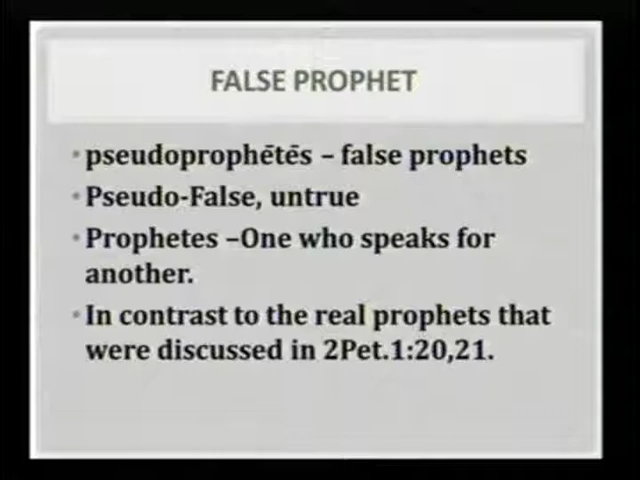 FALSE PROPHET
pseudoprophētēs – false prophets
Pseudo-False, untrue
Prophetes –One who speaks for
another.
In contrast to the real prophets that
were discussed in 2Pet.1:20,21.